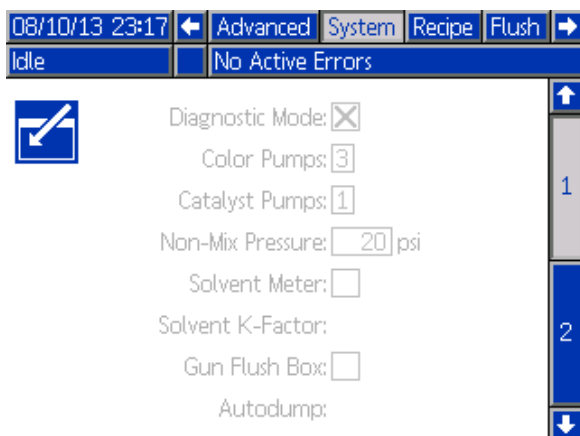 08/10/13 23:17 Advanced System Recipe Flush
Idle No Active Errors
Diagnostic Mode:
Color Pumps: 3
1
Catalyst Pumps: 1
Non-Mix Pressure: 20 psi
Solvent Meter:
Solvent K-Factor:
2
Gun Flush Box:
Autodump: